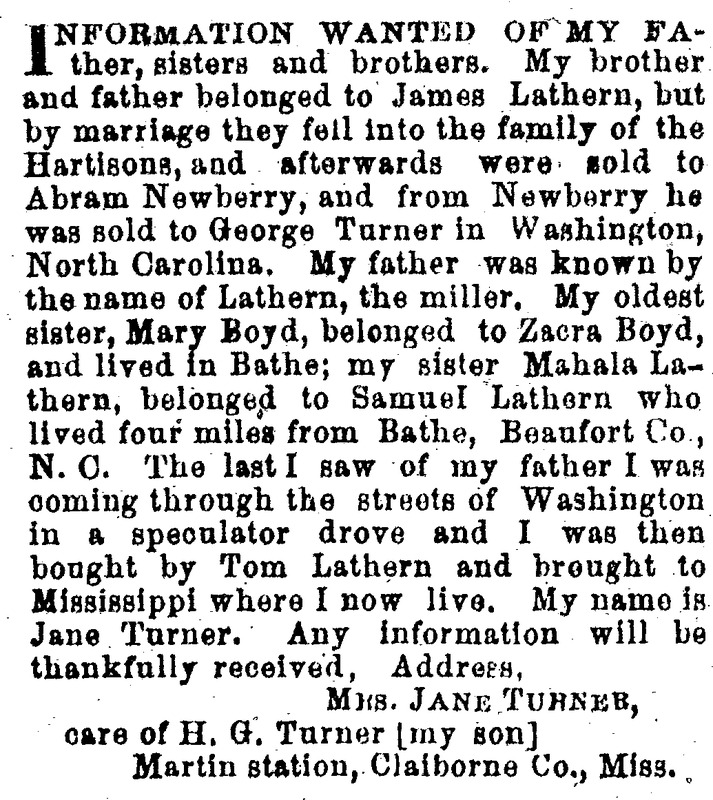 INFORMATION WANTED OF MY FA-
ther, sisters and brothers. My brother
and father belonged to James Lathern, but
by marriage they fell into the family of the
Hartisons, and afterwards were sold to
Abram Newberry, and from Newberry he
was sold to George Turner in Washington,
North Carolina. My father was known by
the name of Lathern, the miller. My oldest
sister, Mary Boyd, belonged to Zacra Boyd,
and lived in Bathe; my sister Mahala La-
thern, belonged to Samuel Lathern who
lived four miles from Bathe, Beaufort Co.,
N. C. The last I saw of my father I was
coming through the streets of Washington
in a speculator drove and I was then
bought by Tom Lathern and brought to
Mississippi where I now live. My name is
Jane Turner. Any information will be
thankfully received, Address,
MRS. JANE TURNER,
care of H. G. Turner [my son]
Martin station, Claiborne Co., Miss.